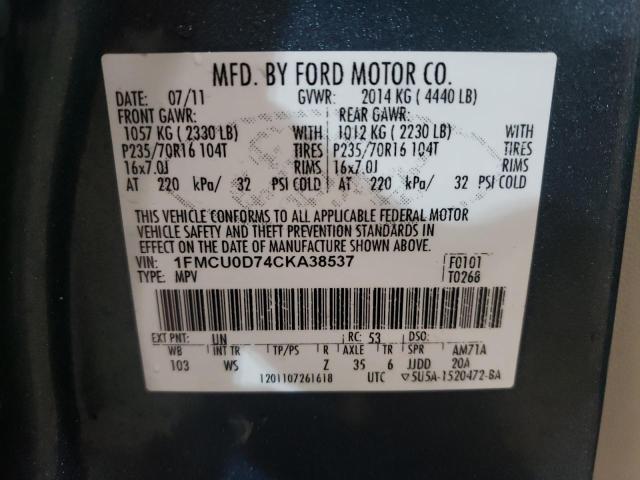 MFD. BY FORD MOTOR CO.
DATE: 07/11 GVWR: 2014 KG ( 4440 LB)
FRONT GAWR: REAR GAWR:
1057 KG ( 2330 LB) WITH 1012 KG ( 2230 LB) WITH
P235/70R16 104T TIRES P235/70R16 104T TIRES
16x7.0J RIMS 16x7.0J RIMS
AT 220 kPa/ 32 PSI COLD AT 220 kPa/ 32 PSI COLD
THIS VEHICLE CONFORMS TO ALL APPLICABLE FEDERAL MOTOR
VEHICLE SAFETY AND THEFT PREVENTION STANDARDS IN
EFFECT ON THE DATE OF MANUFACTURE SHOWN ABOVE.
VIN: 1FMCU0D74CKA38537 F0101
TYPE: MPV T0268
EXT PNT: UN RC: 53 DSO:
WB INT TR TP/PS R AXLE TR SPR AM71A
103 WS Z 35 6 JJDD 20A
1201107261618 UTC ▽5U5A-1520472-BA